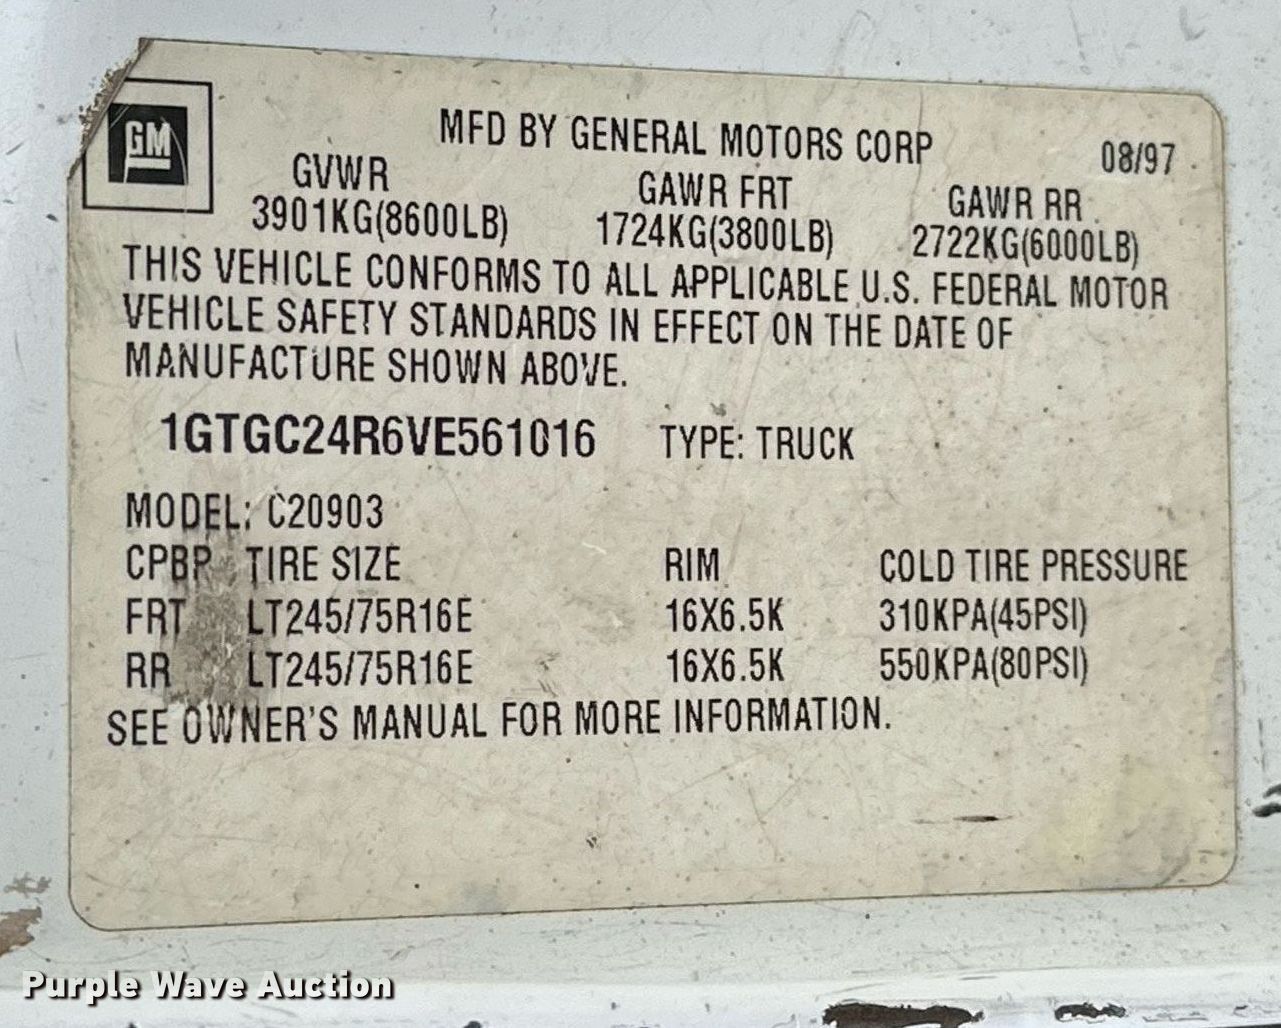 GM
MFD BY GENERAL MOTORS CORP
08/97
GVWR GAWR FRT GAWR RR
3901KG(8600LB) 1724KG(3800LB) 2722KG(6000LB)
THIS VEHICLE CONFORMS TO ALL APPLICABLE U.S. FEDERAL MOTOR
VEHICLE SAFETY STANDARDS IN EFFECT ON THE DATE OF
MANUFACTURE SHOWN ABOVE.
1GTGC24R6VE561016 TYPE: TRUCK
MODEL: C20903
CPBP TIRE SIZE RIM COLD TIRE PRESSURE
FRT LT245/75R16E 16X6.5K 310KPA(45PSI)
RR LT245/75R16E 16X6.5K 550KPA(80PSI)
SEE OWNER'S MANUAL FOR MORE INFORMATION.
Purple Wave Auction